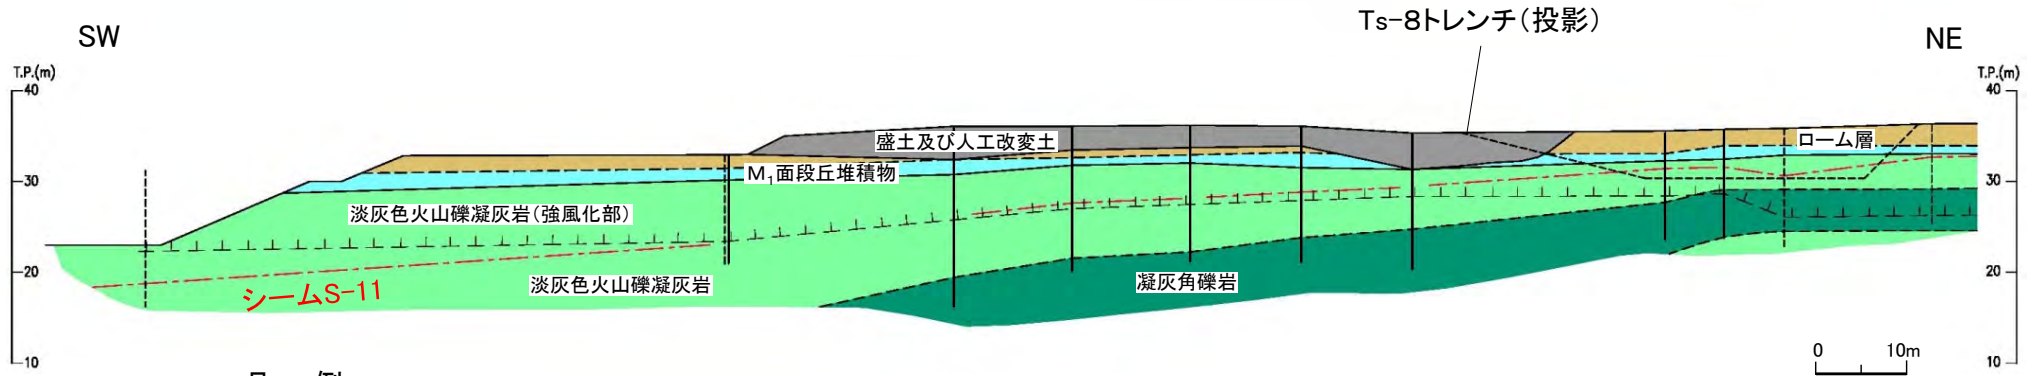 SW
Ts-8トレンチ(投影)
NE
T.P.(m)
T.P.(m)
40
40
盛土及び人工改変土
ローム層
M₁面段丘堆積物
30
30
淡灰色火山礫凝灰岩(強風化部)
20
20
淡灰色火山礫凝灰岩
凝灰角礫岩
シームS-11
0 10m
10
10